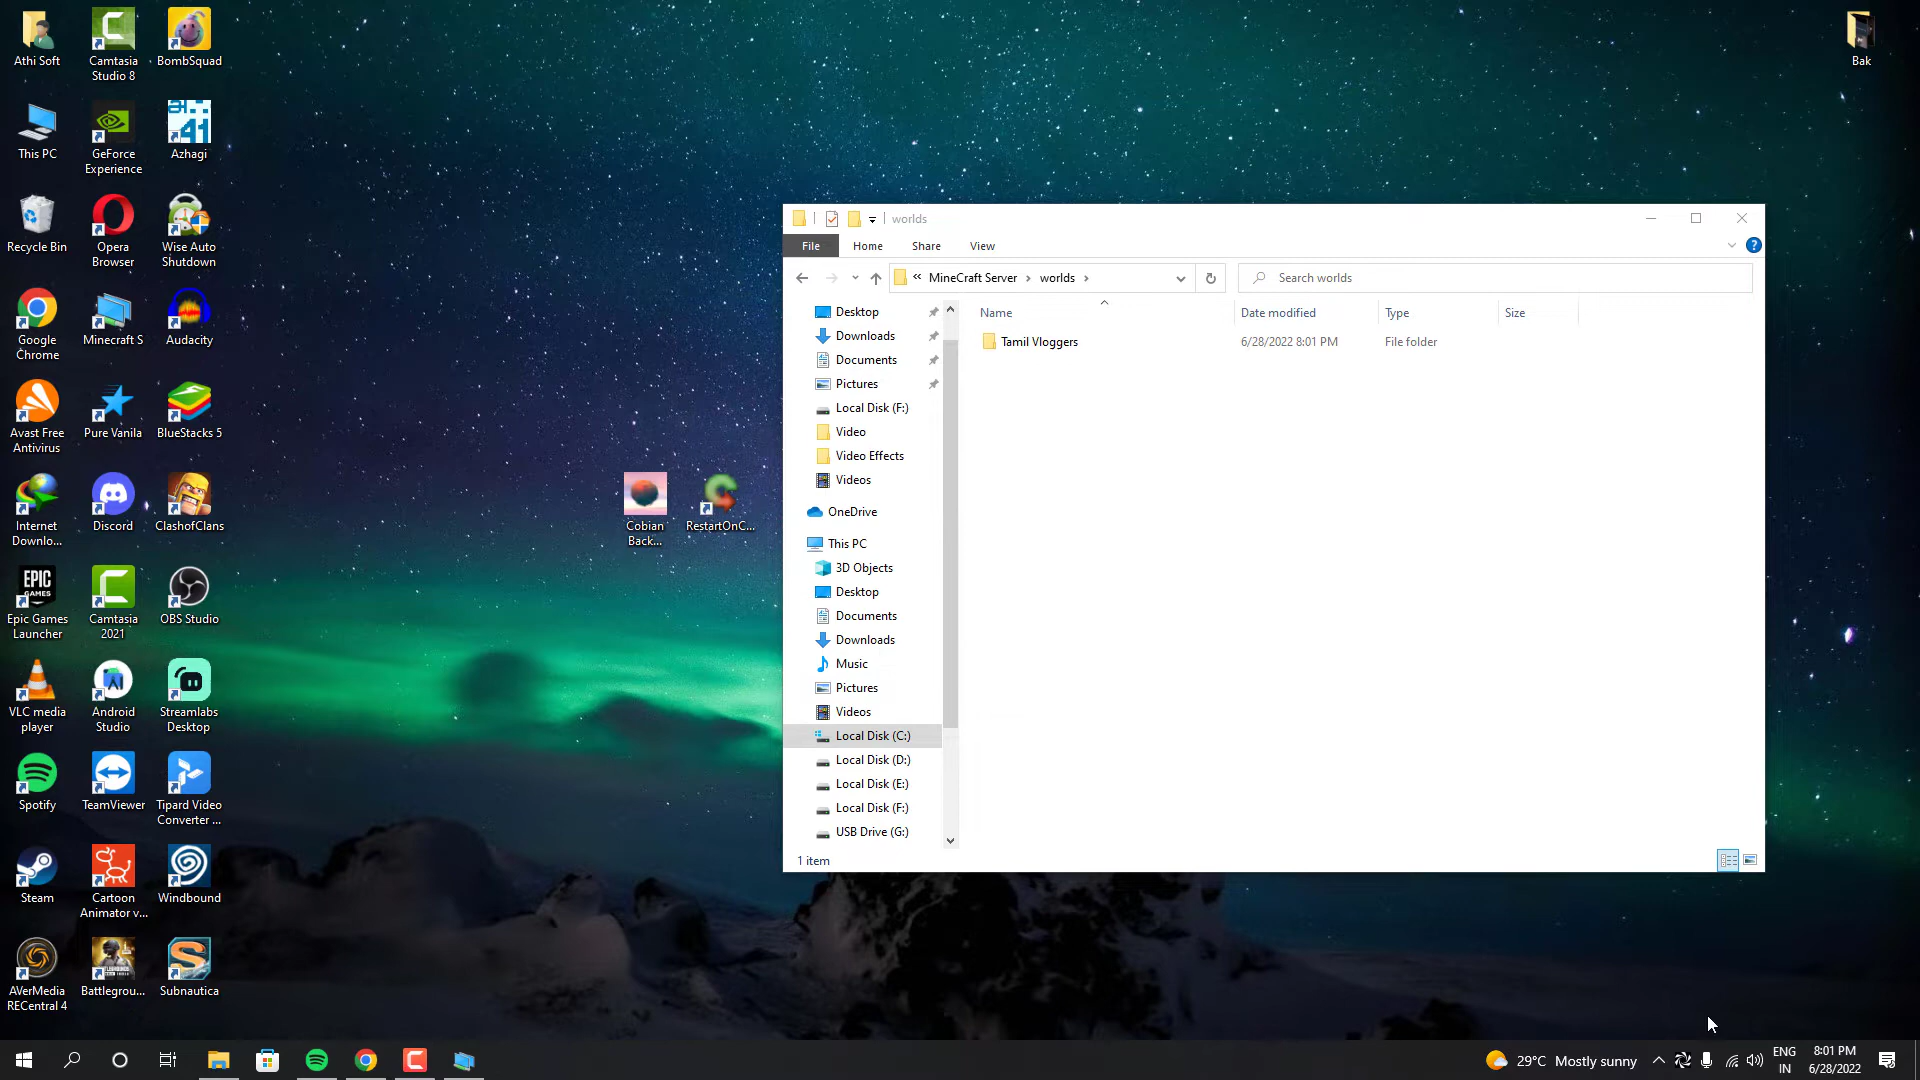 Athi Soft
Camtasia
Studio 8
BombSquad
This PC
GeForce
Experience
Azhagi
Recycle Bin
Opera
Browser
Wise Auto
Shutdown
Google
Chrome
Minecraft S
Audacity
Avast Free
Antivirus
Pure Vanila
BlueStacks 5
Internet
Downlo...
Discord
ClashofClans
EPIC
GAMES
Epic Games
Launcher
Camtasia
2021
OBS Studio
VLC media
player
Android
Studio
Streamlabs
Desktop
Spotify
TeamViewer
Tipard Video
Converter ...
Steam
Cartoon
Animator v...
Windbound
AVerMedia
RECentral 4
Battlegrou...
Subnautica
Cobian
Back...
RestartOnC...
Bak
worlds
File
Home
Share
View
« MineCraft Server › worlds ›
Search worlds
Name
Date modified
Type
Size
Tamil Vloggers
6/28/2022 8:01 PM
File folder
Desktop
Downloads
Documents
Pictures
Local Disk (F:)
Video
Video Effects
Videos
OneDrive
This PC
3D Objects
Desktop
Documents
Downloads
Music
Pictures
Videos
Local Disk (C:)
Local Disk (D:)
Local Disk (E:)
Local Disk (F:)
USB Drive (G:)
1 item
29°C Mostly sunny
ENG
IN
8:01 PM
6/28/2022